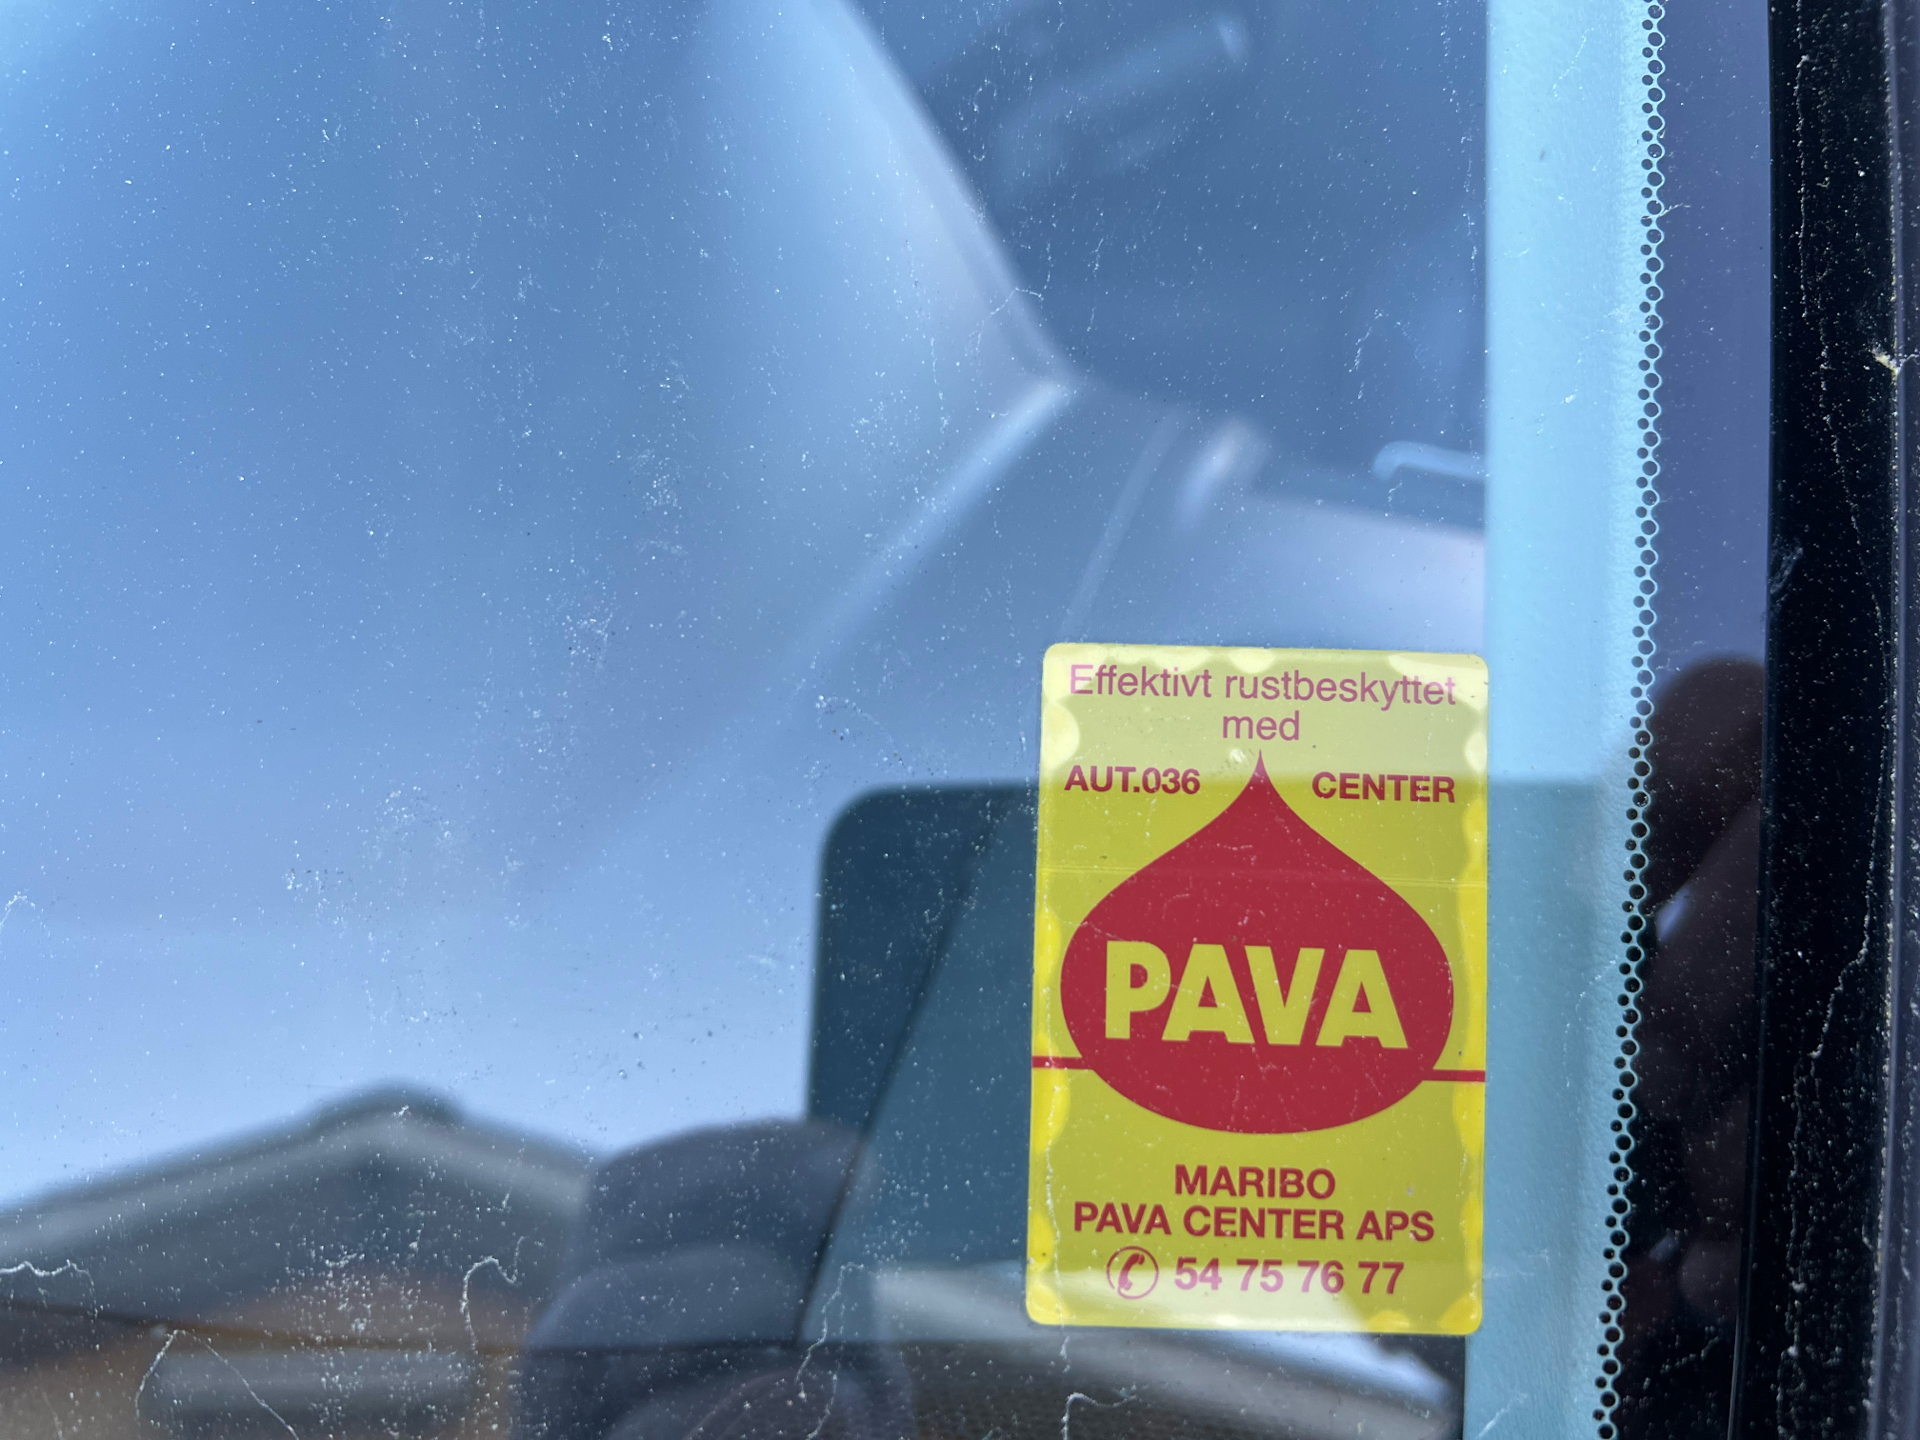 Effektivt rustbeskyttet
med
AUT.036 CENTER
PAVA
MARIBO
PAVA CENTER APS
54 75 76 77